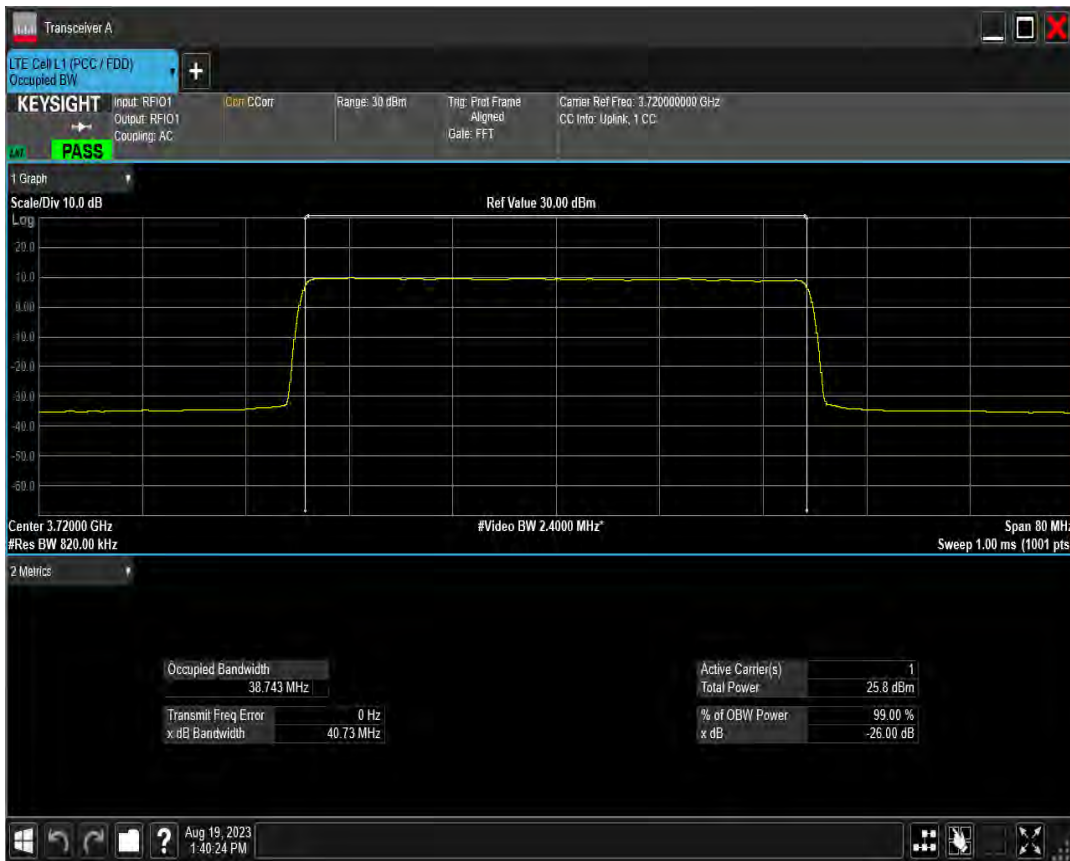 Transceiver A
LTE Cell L1 (PCC / FDD)
Occupied BW
+
KEYSIGHT
Input: RFIO1
Output: RFIO1
Coupling: AC
Corr CCorr
Range: 30 dBm
Trig: Prot Frame
Aligned
Gate: FFT
Carrier Ref Freq: 3.720000000 GHz
CC Info: Uplink, 1 CC
PASS
1 Graph
Scale/Div 10.0 dB
Ref Value 30.00 dBm
Log
20.0
10.0
0.00
-10.0
-20.0
-30.0
-40.0
-50.0
-60.0
Center 3.72000 GHz
#Video BW 2.4000 MHz*
Span 80 MHz
#Res BW 820.00 kHz
Sweep 1.00 ms (1001 pts
2 Metrics
Occupied Bandwidth
38.743 MHz
Transmit Freq Error 0 Hz
x dB Bandwidth 40.73 MHz
Active Carrier(s) 1
Total Power 25.8 dBm
% of OBW Power 99.00 %
x dB -26.00 dB
?
Aug 19, 2023
1:40:24 PM